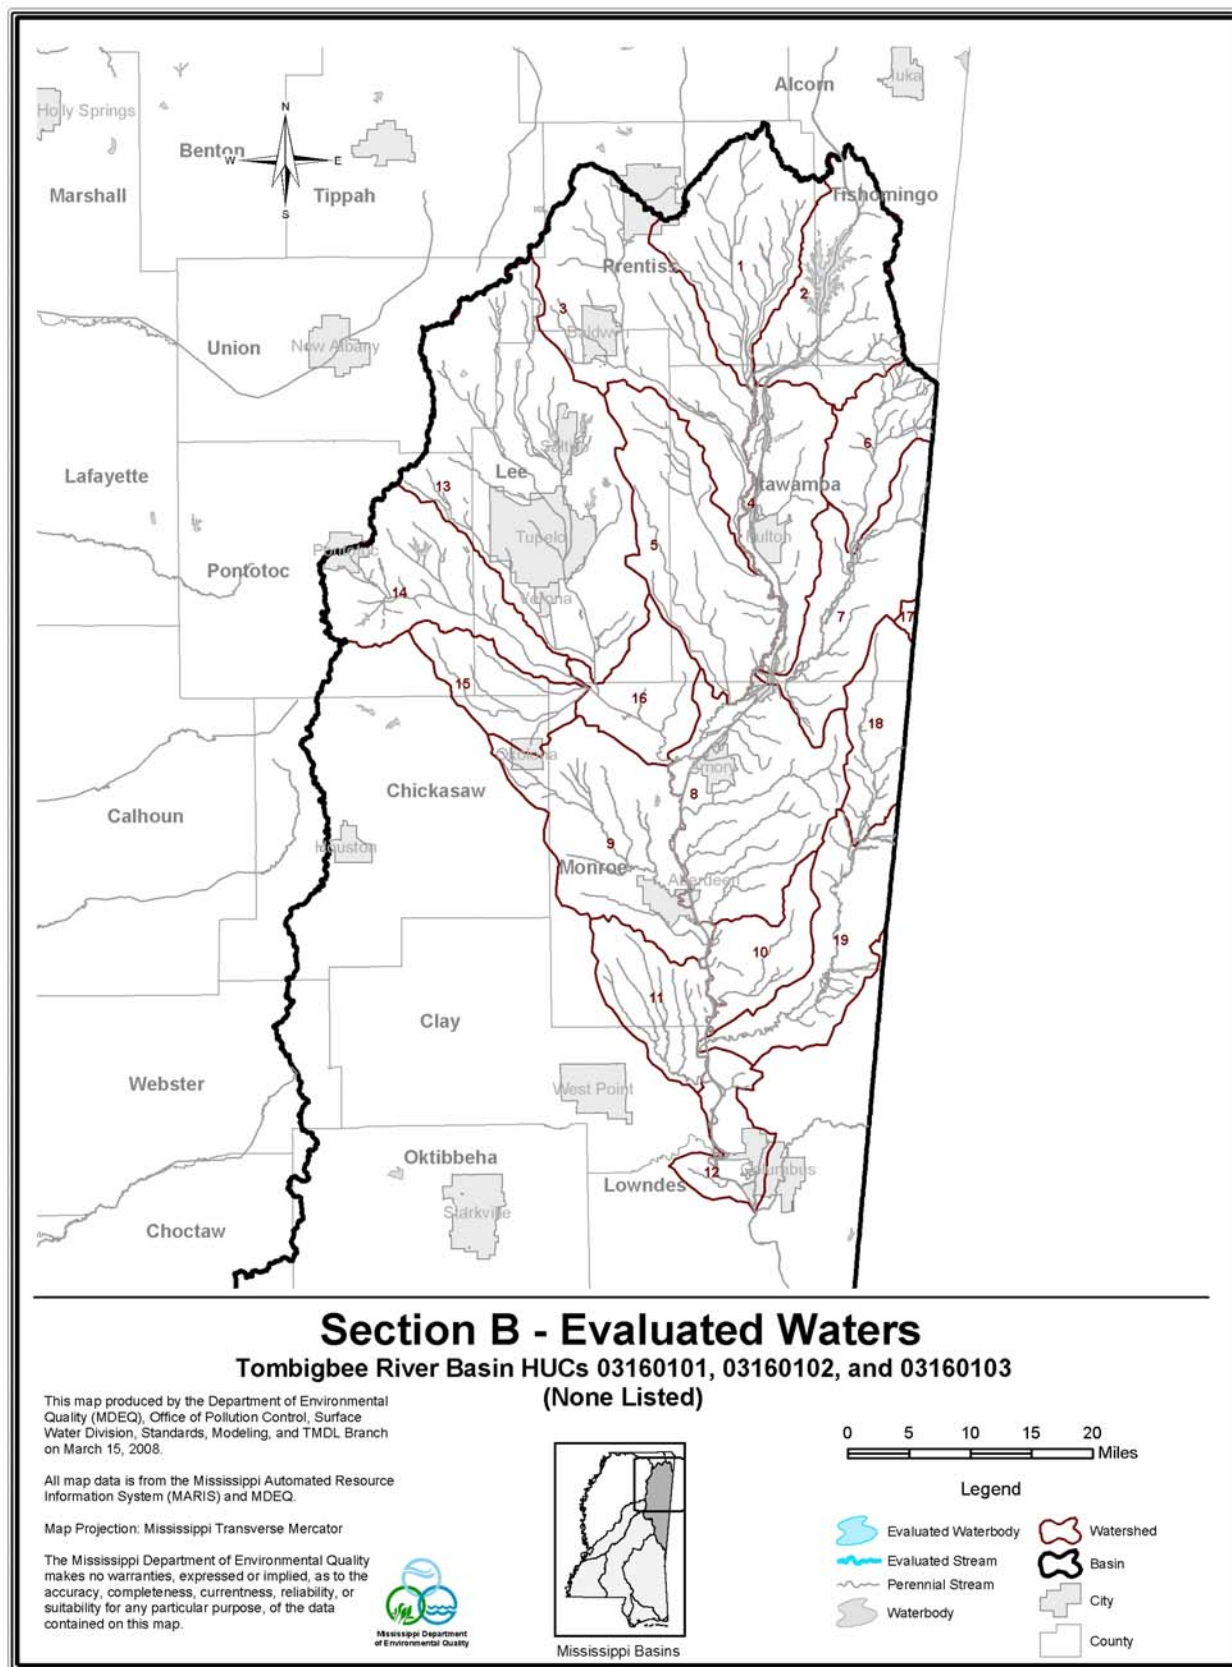 Alcorn
Iuka
Holly Springs
N
Benton
W
E
S
Marshall
Tippah
Tishomingo
Prentiss
1
2
3
Baldwyn
Union
New Albany
6
Saltillo
Lafayette
Lee
13
Itawamba
4
Tupelo
Fulton
5
Pontotoc
Pontotoc
14
Verona
7
17
15
16
18
Okolona
Amory
Chickasaw
8
Calhoun
Houston
9
Monroe
Aberdeen
19
10
11
Clay
Webster
West Point
Oktibbeha
12
Columbus
Lowndes
Starkville
Choctaw
Section B - Evaluated Waters
Tombigbee River Basin HUCs 03160101, 03160102, and 03160103
(None Listed)
This map produced by the Department of Environmental
Quality (MDEQ), Office of Pollution Control, Surface
Water Division, Standards, Modeling, and TMDL Branch
on March 15, 2008.
All map data is from the Mississippi Automated Resource
Information System (MARIS) and MDEQ.
Map Projection: Mississippi Transverse Mercator
The Mississippi Department of Environmental Quality
makes no warranties, expressed or implied, as to the
accuracy, completeness, currentness, reliability, or
suitability for any particular purpose, of the data
contained on this map.
Mississippi Department
of Environmental Quality
Mississippi Basins
0 5 10 15 20
Miles
Legend
Evaluated Waterbody
Evaluated Stream
Perennial Stream
Waterbody
Watershed
Basin
City
County